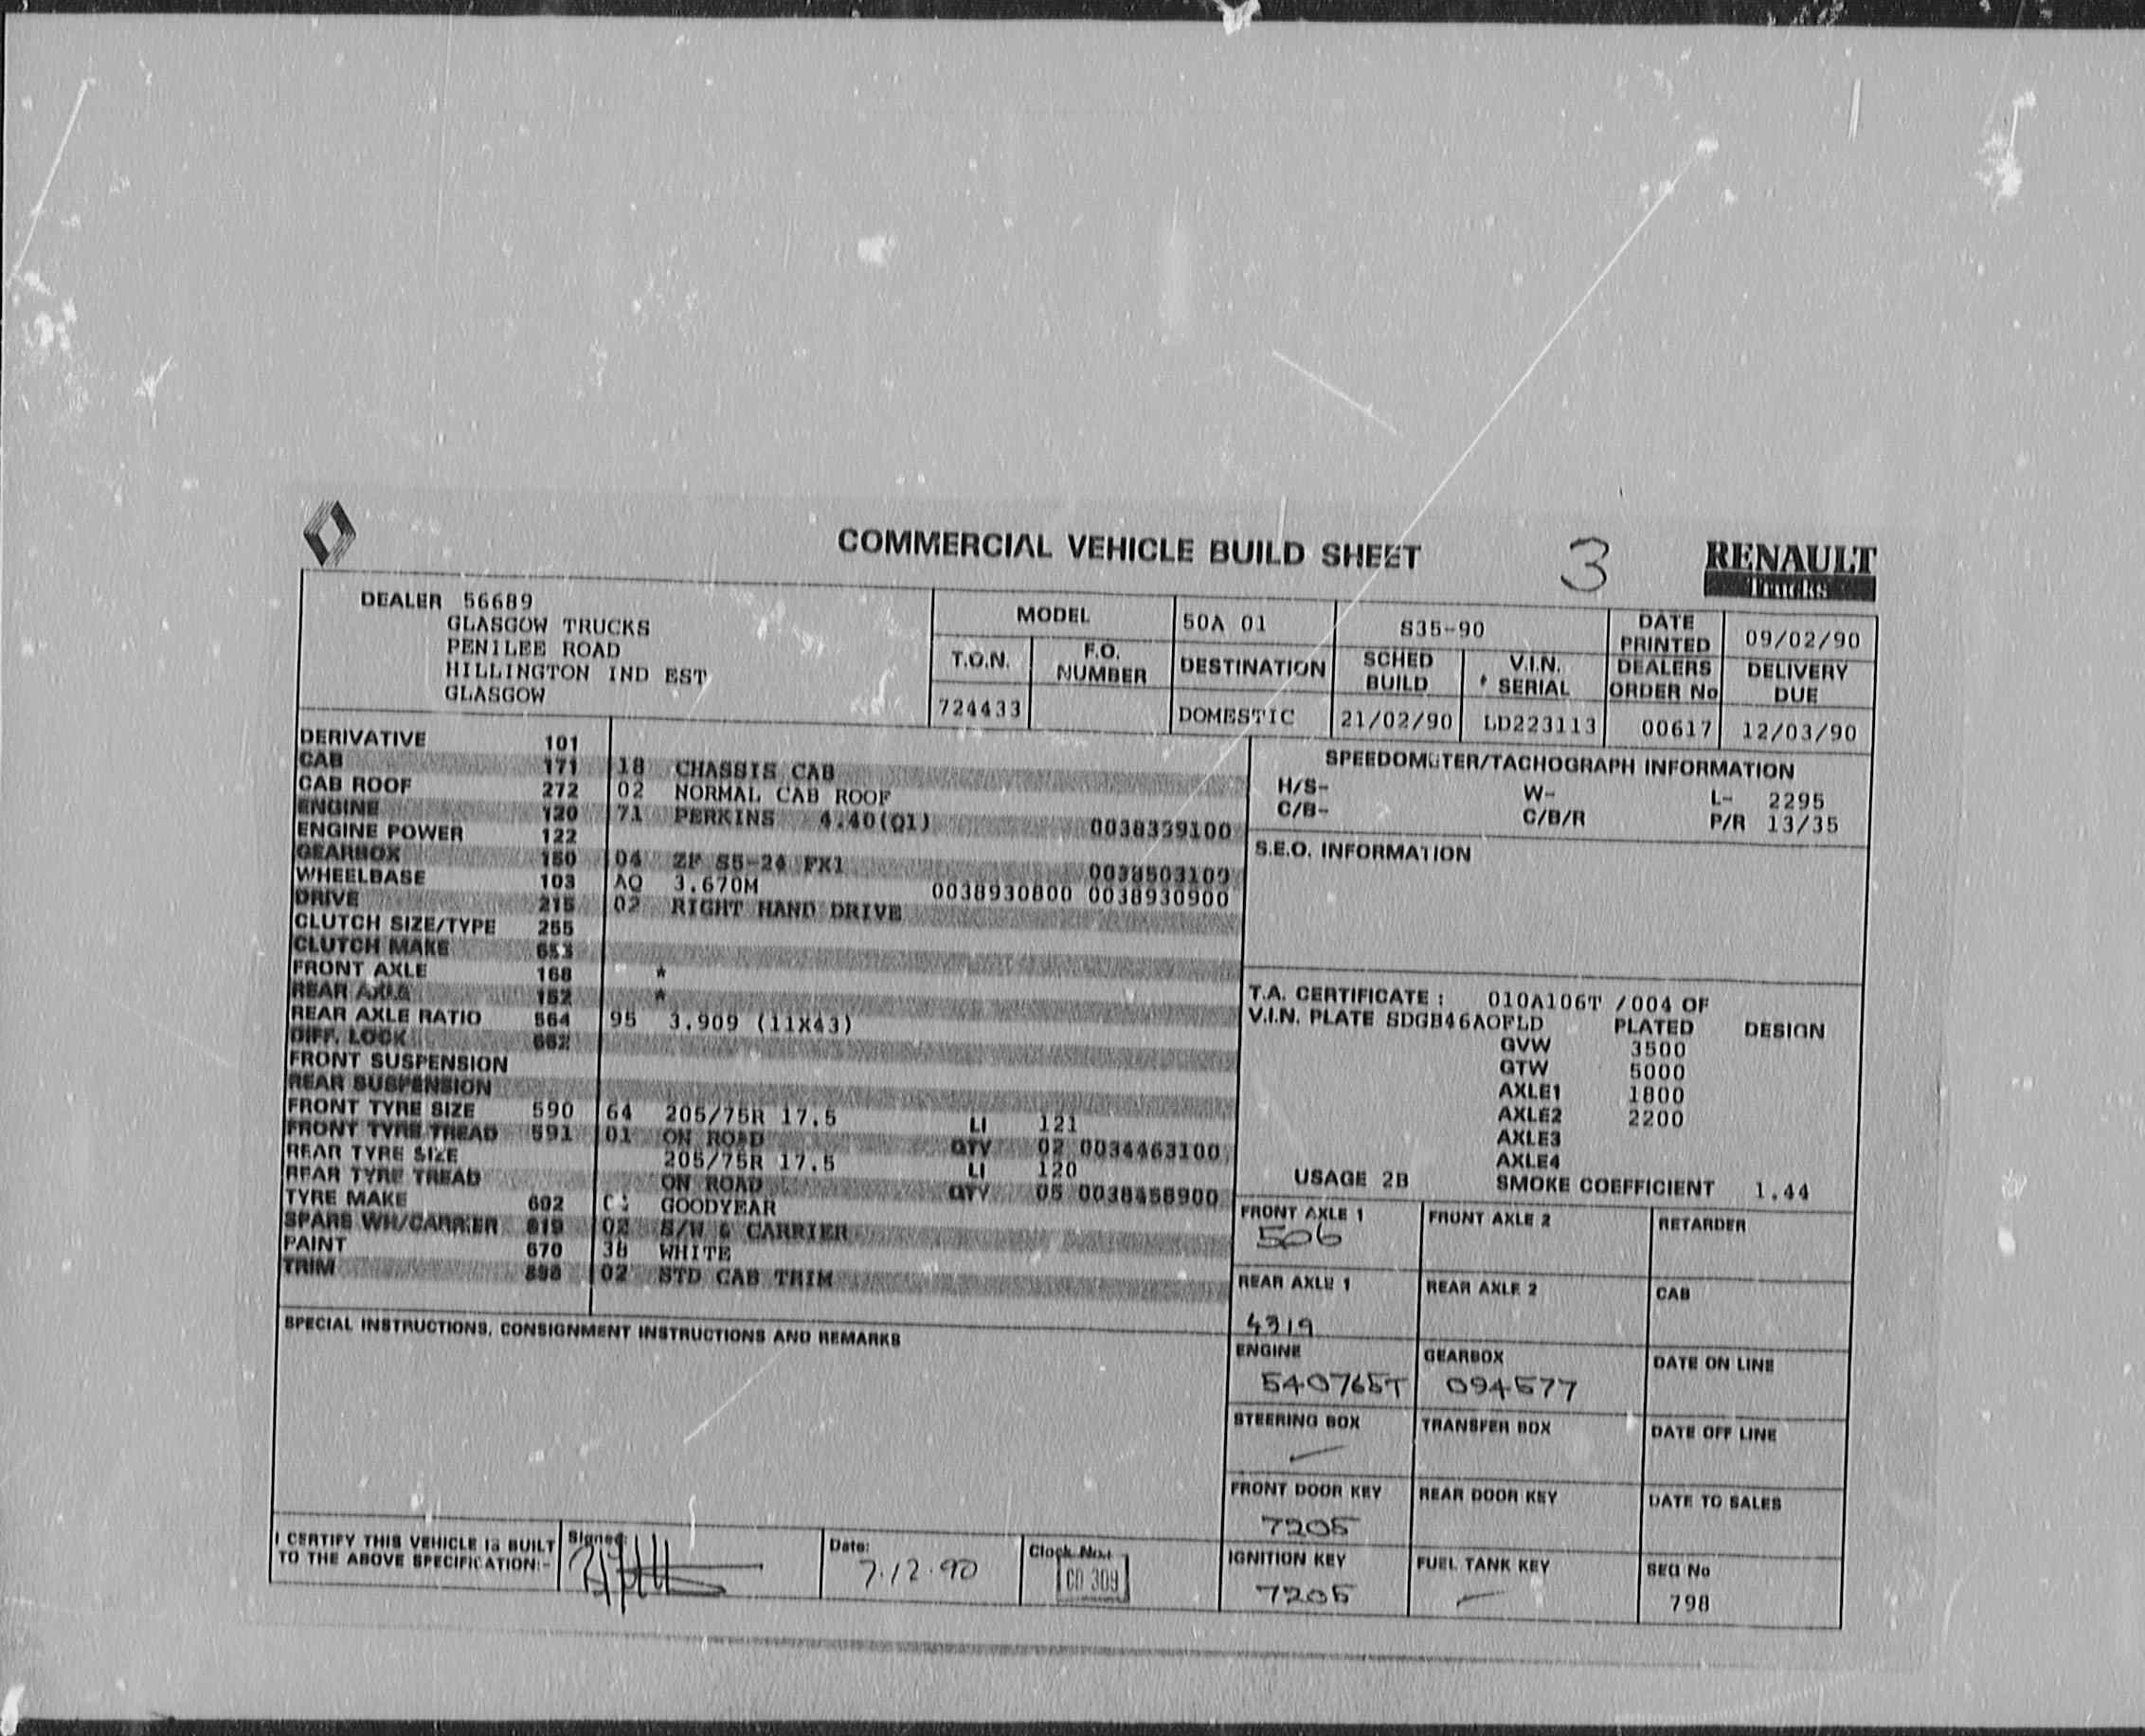 COMMERCIAL VEHICLE BUILD SHEET 3 RENAULT Trucks
DEALER 56689
GLASGOW TRUCKS
PENILEE ROAD
HILLINGTON IND EST
GLASGOW
MODEL 50A 01 S35-90 DATE PRINTED 09/02/90
T.O.N. F.O. NUMBER DESTINATION SCHED BUILD V.I.N. SERIAL DEALERS ORDER No DELIVERY DUE
724433 DOMESTIC 21/02/90 LD223113 00617 12/03/90
DERIVATIVE 101
CAB 171 18 CHASSIS CAB
CAB ROOF 272 02 NORMAL CAB ROOF
ENGINE 120 71 PERKINS 4.40(Q1) 0038339100
ENGINE POWER 122
GEARBOX 150 04 ZF S5-24 FX1 0038503100
WHEELBASE 103 AQ 3.670M 0038930800 0038930900
DRIVE 215 02 RIGHT HAND DRIVE
CLUTCH SIZE/TYPE 255
CLUTCH MAKE 653
FRONT AXLE 168 *
REAR AXLE 152 *
REAR AXLE RATIO 564 95 3.909 (11X43)
DIFF. LOCK 662
FRONT SUSPENSION
REAR SUSPENSION
FRONT TYRE SIZE 590 64 205/75R 17.5 LI 121
FRONT TYRE TREAD 591 01 ON ROAD QTY 02 0034463100
REAR TYRE SIZE 205/75R 17.5 LI 120
REAR TYRE TREAD ON ROAD QTY 05 0038458900
TYRE MAKE 602 GOODYEAR
SPARE WH/CARRIER 619 02 S/W & CARRIER
PAINT 670 38 WHITE
TRIM 898 02 STD CAB TRIM
SPEEDOMETER/TACHOGRAPH INFORMATION
H/S- W- L- 2295
C/B- C/B/R P/R 13/35
S.E.O. INFORMATION
T.A. CERTIFICATE : 010A106T /004 OF
V.I.N. PLATE SDGB46AOFLD PLATED DESIGN
GVW 3500
GTW 5000
AXLE1 1800
AXLE2 2200
AXLE3
AXLE4
USAGE 2B SMOKE COEFFICIENT 1.44
FRONT AXLE 1 FRONT AXLE 2 RETARDER
506
REAR AXLE 1 REAR AXLE 2 CAB
4319
ENGINE GEARBOX DATE ON LINE
540765T 094577
STEERING BOX TRANSFER BOX DATE OFF LINE
FRONT DOOR KEY REAR DOOR KEY DATE TO SALES
7205
IGNITION KEY FUEL TANK KEY SEQ No
7205 798
SPECIAL INSTRUCTIONS, CONSIGNMENT INSTRUCTIONS AND REMARKS
I CERTIFY THIS VEHICLE IS BUILT
TO THE ABOVE SPECIFICATION:-
Signed:
Date: 7.12.90
Clock No.: CD 309